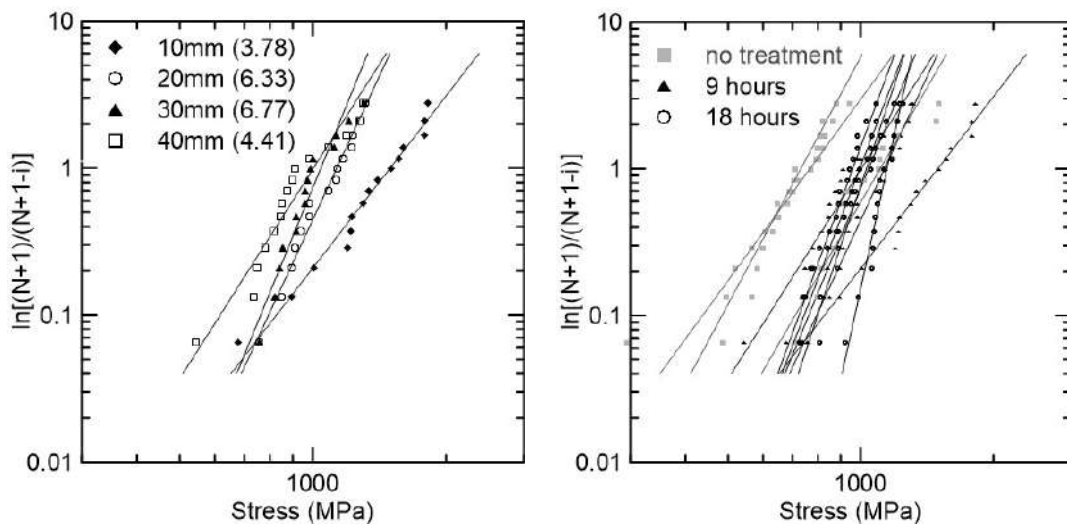 10
1
0.1
0.01
ln[(N+1)/(N+1-i)]
10mm (3.78)
20mm (6.33)
30mm (6.77)
40mm (4.41)
1000
Stress (MPa)
10
1
0.1
0.01
ln[(N+1)/(N+1-i)]
no treatment
9 hours
18 hours
1000
Stress (MPa)